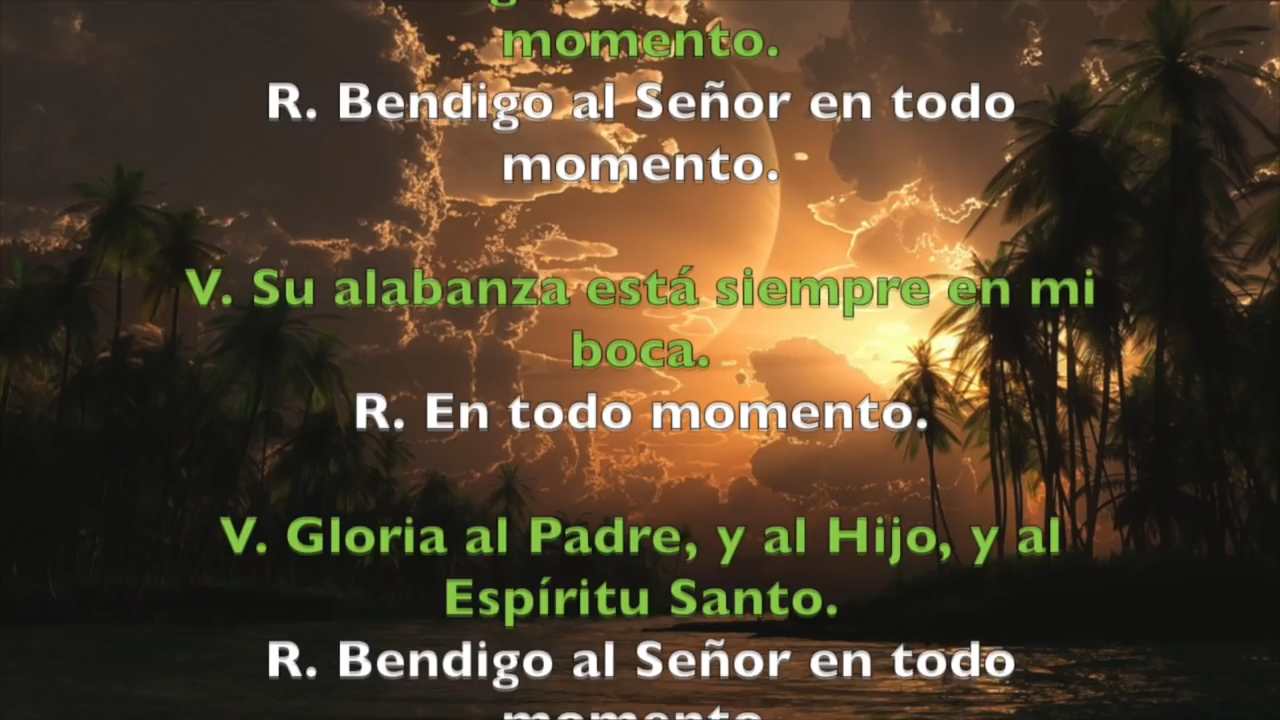 momento.
R. Bendigo al Señor en todo
momento.
V. Su alabanza está siempre en mi
boca.
R. En todo momento.
V. Gloria al Padre, y al Hijo, y al
Espíritu Santo.
R. Bendigo al Señor en todo
momento.